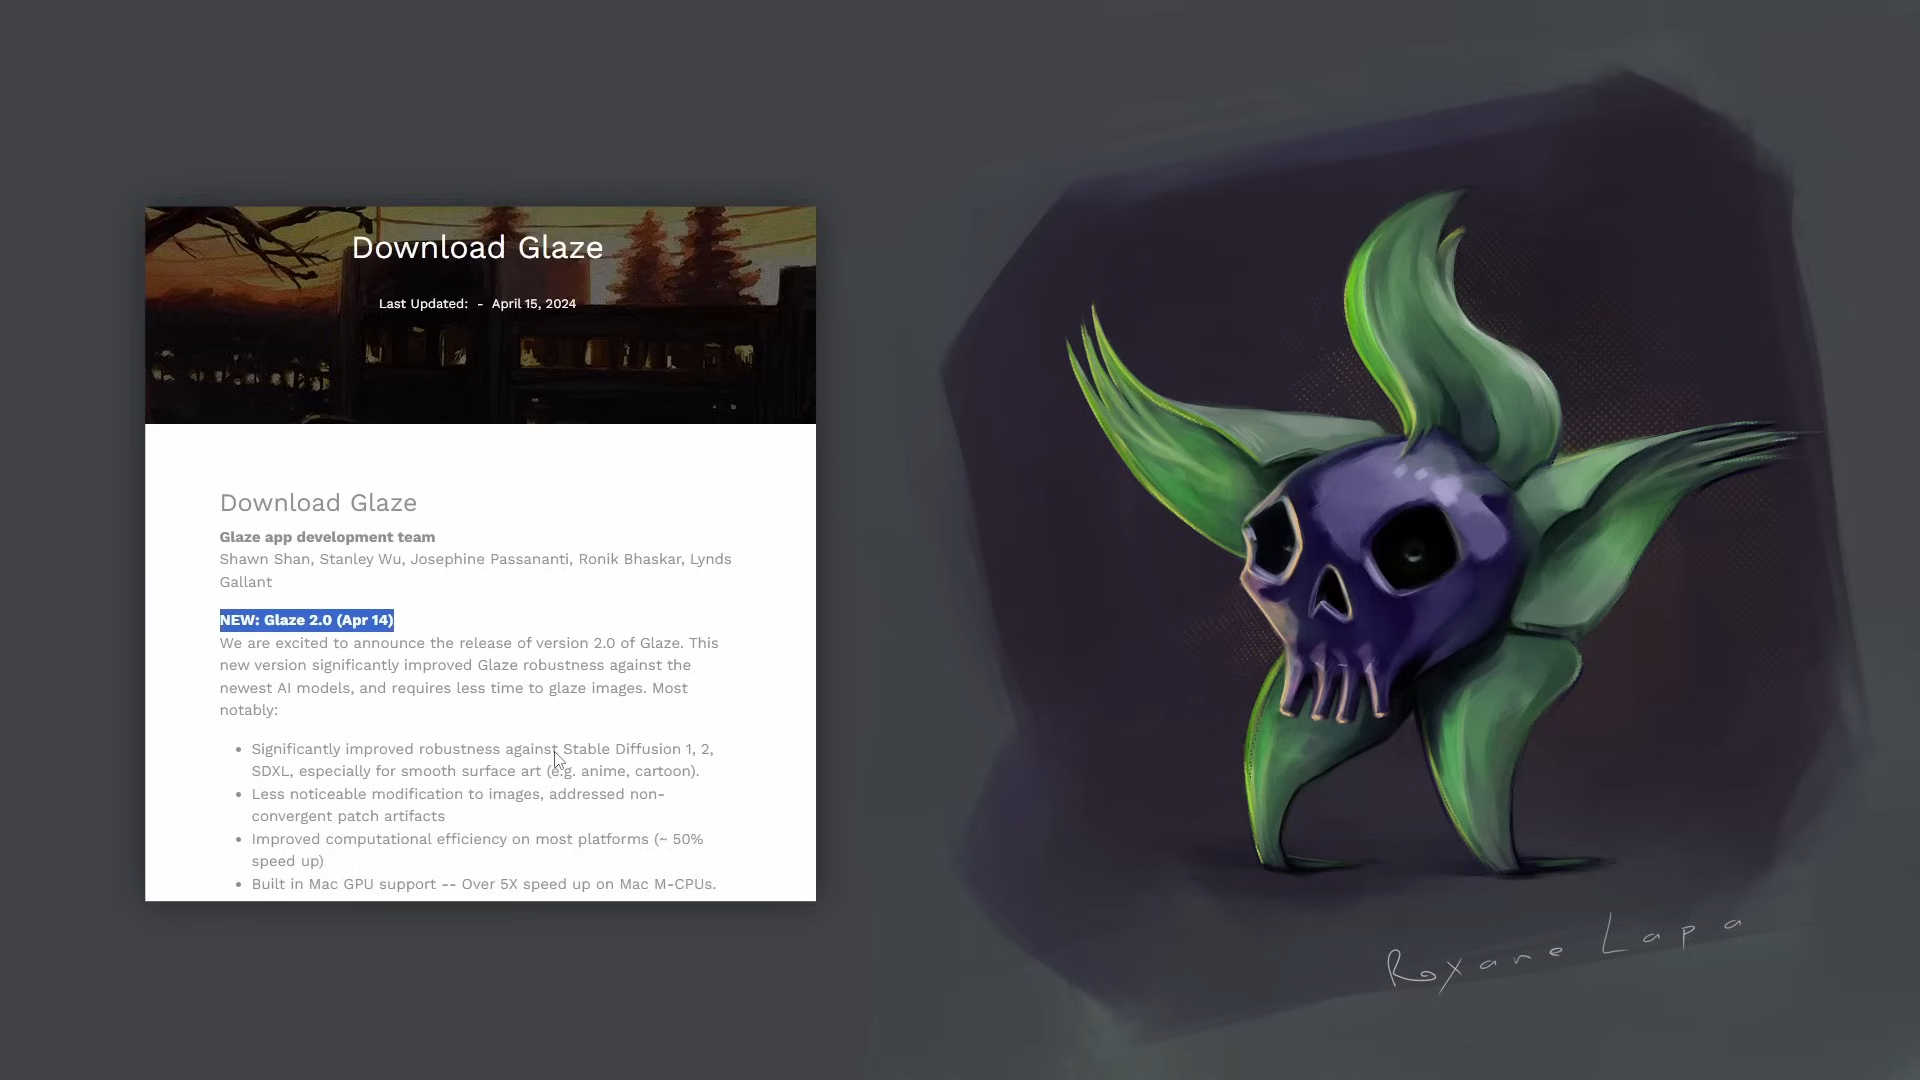 Download Glaze
Last Updated: - April 15, 2024
Download Glaze
Glaze app development team
Shawn Shan, Stanley Wu, Josephine Passananti, Ronik Bhaskar, Lynds
Gallant
NEW: Glaze 2.0 (Apr 14)
We are excited to announce the release of version 2.0 of Glaze. This
new version significantly improved Glaze robustness against the
newest AI models, and requires less time to glaze images. Most
notably:
• Significantly improved robustness against Stable Diffusion 1, 2,
SDXL, especially for smooth surface art (e.g. anime, cartoon).
• Less noticeable modification to images, addressed non-
convergent patch artifacts
• Improved computational efficiency on most platforms (~ 50%
speed up)
• Built in Mac GPU support -- Over 5X speed up on Mac M-CPUs.
Roxane Lapa